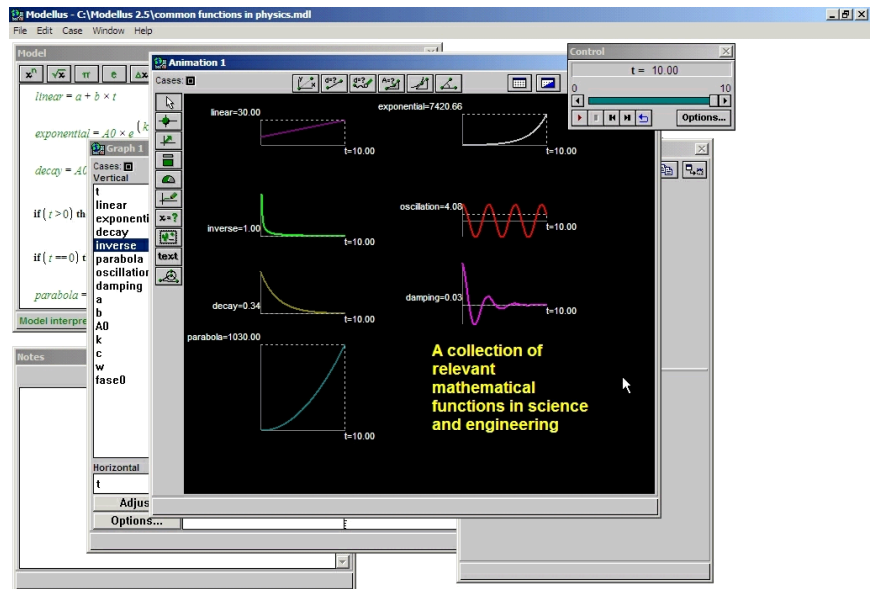 Modellus - C:\Modellus 2.5\common functions in physics.mdl
File Edit Case Window Help
Model
xⁿ √x π e Δx
linear = a + b × t
exponential = A0 × e (k
decay = A0
if ( t > 0 ) th
if ( t == 0 ) t
parabola =
Model interpre
Graph 1
Cases:
Vertical
t
linear
exponenti
decay
inverse
parabola
oscillation
damping
a
b
A0
k
c
w
fase0
Horizontal
t
Adjus
Options...
Notes
Animation 1
Cases:
x=?
text
linear=30.00
t=10.00
exponential=7420.66
t=10.00
inverse=1.00
t=10.00
oscillation=4.08
t=10.00
decay=0.34
t=10.00
damping=0.03
t=10.00
parabola=1030.00
t=10.00
A collection of
relevant
mathematical
functions in science
and engineering
Control
t = 10.00
0 10
Options...